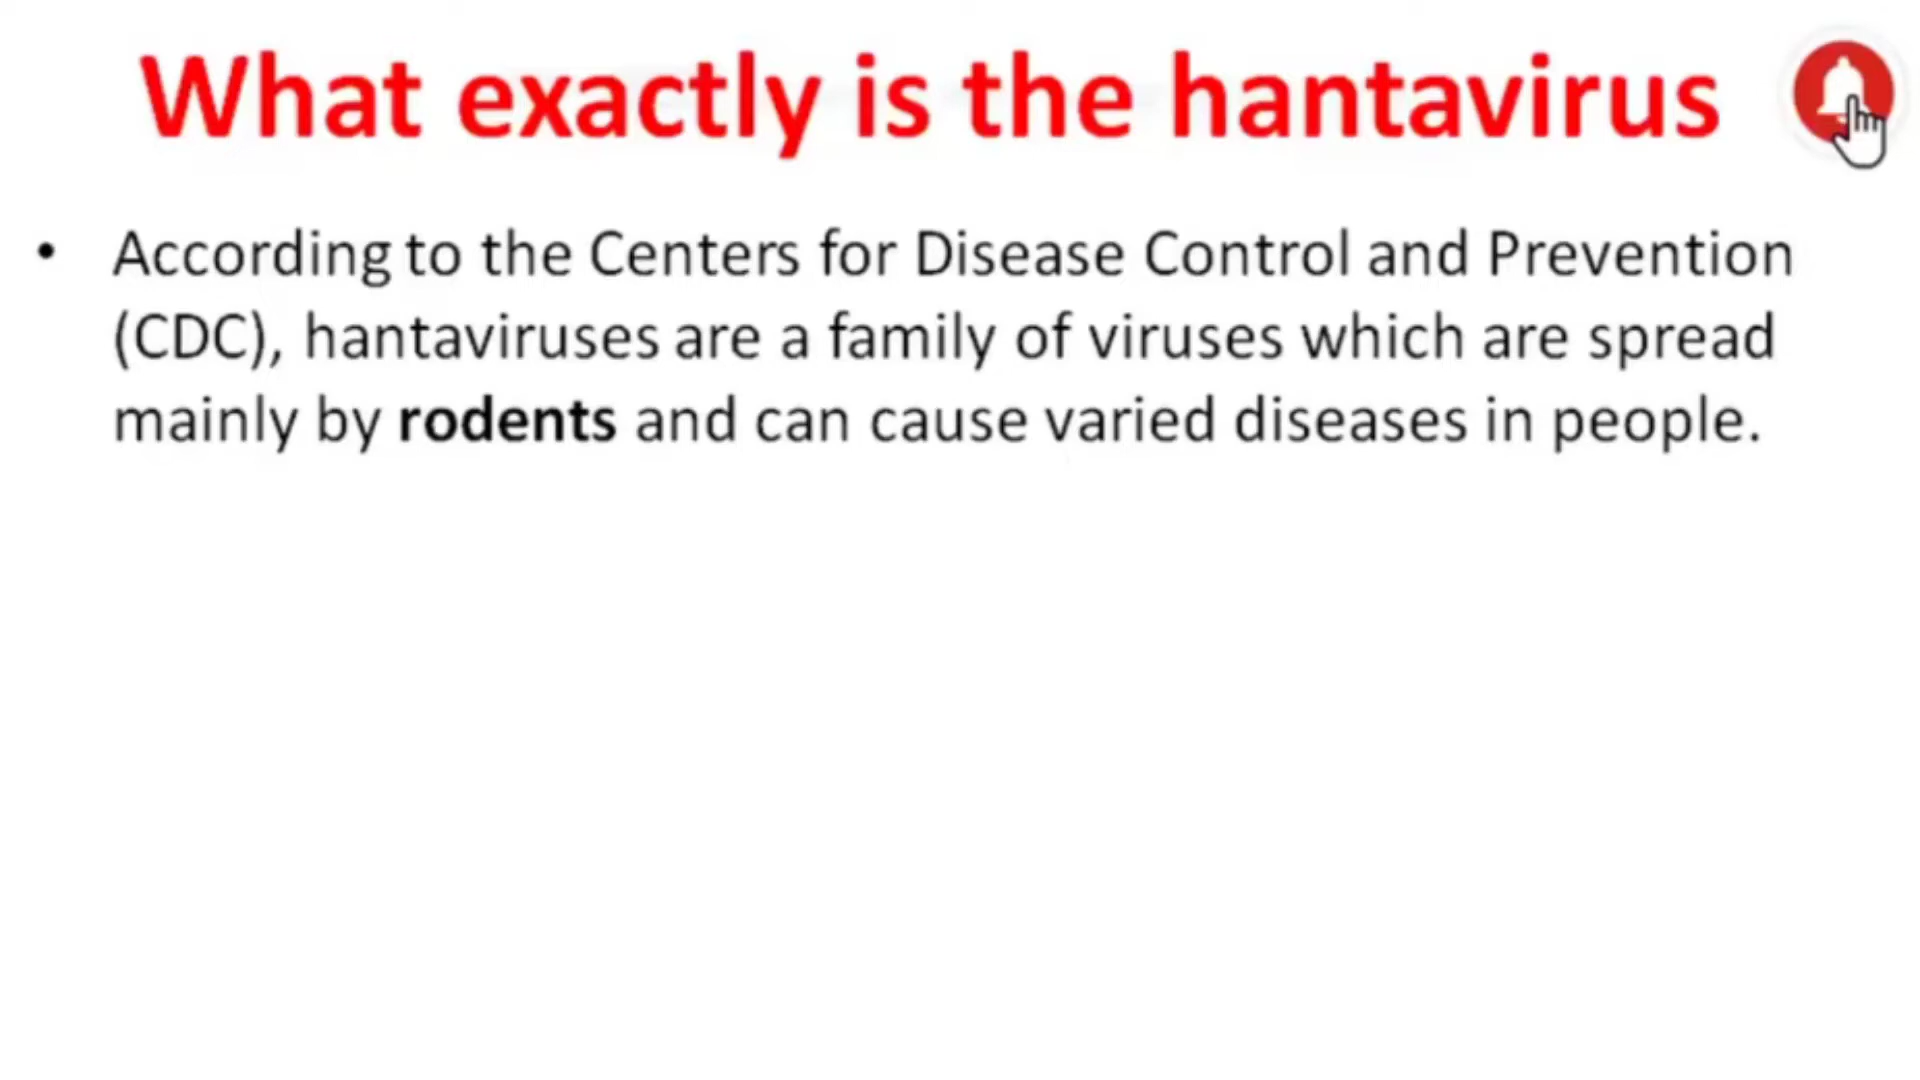 What exactly is the hantavirus
• According to the Centers for Disease Control and Prevention
(CDC), hantaviruses are a family of viruses which are spread
mainly by rodents and can cause varied diseases in people.